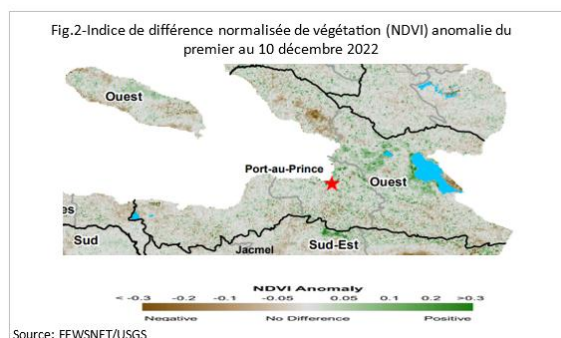 Fig.2-Indice de différence normalisée de végétation (NDVI) anomalie du
premier au 10 décembre 2022
Ouest
Port-au-Prince
Ouest
es
Sud
Jacmel
Sud-Est
NDVI Anomaly
< -0.3 -0.2 -0.1 -0.05 0.05 0.1 0.2 >0.3
Negative No Difference Positive
Source: FEWSNET/USGS